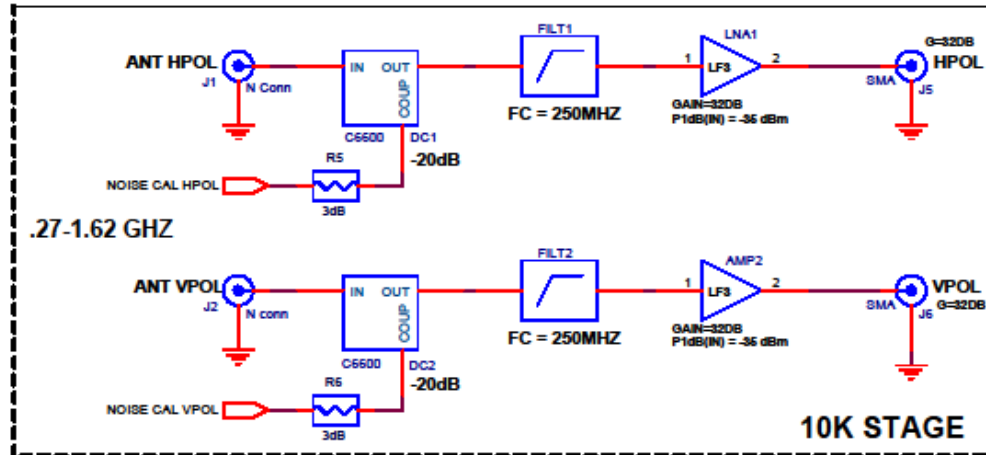 FILT1
LNA1
G=32DB
ANT HPOL
IN OUT
1
LF3
2
HPOL
J1
N Conn
COUP
SMA
J5
FC = 250MHZ
GAIN=32DB
P1dB(IN) = -35 dBm
C6600
DC1
-20dB
R5
NOISE CAL HPOL
3dB
.27-1.62 GHZ
FILT2
AMP2
ANT VPOL
IN OUT
1
LF3
2
VPOL
J2
N conn
COUP
SMA
J6
G=32DB
FC = 250MHZ
GAIN=32DB
P1dB(IN) = -35 dBm
C6600
DC2
-20dB
R6
NOISE CAL VPOL
3dB
10K STAGE